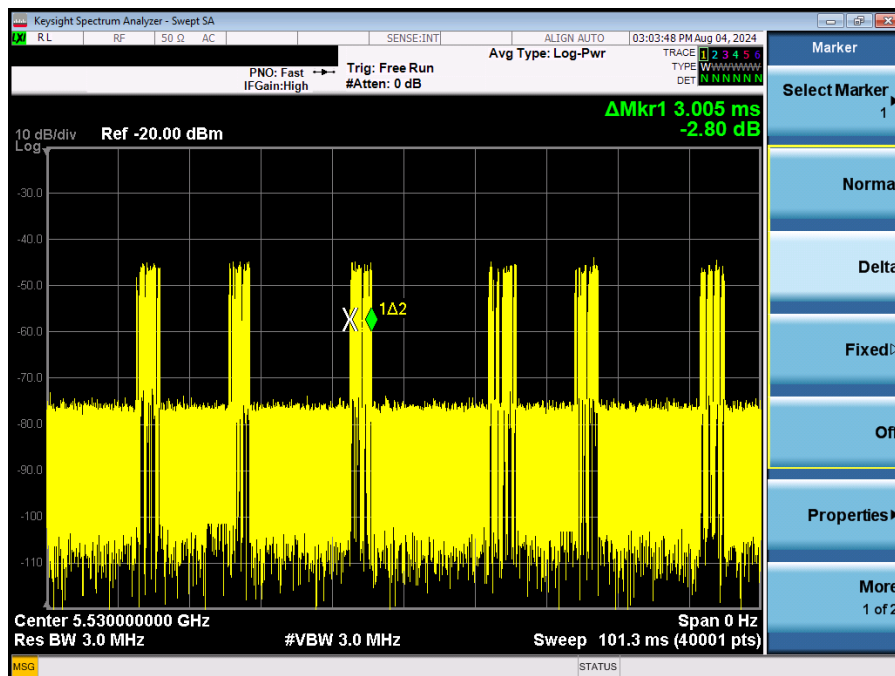 Keysight Spectrum Analyzer - Swept SA
LXI RL RF 50 Ω AC SENSE:INT ALIGN AUTO 03:03:48 PM Aug 04, 2024
Avg Type: Log-Pwr
TRACE 1 2 3 4 5 6
TYPE WWWWWW
DET N N N N N N
PNO: Fast
IFGain:High
Trig: Free Run
#Atten: 0 dB
ΔMkr1 3.005 ms
-2.80 dB
10 dB/div Ref -20.00 dBm
Log
-30.0
-40.0
-50.0
-60.0
-70.0
-80.0
-90.0
-100
-110
X
1Δ2
Center 5.530000000 GHz Span 0 Hz
Res BW 3.0 MHz #VBW 3.0 MHz Sweep 101.3 ms (40001 pts)
MSG STATUS
Marker
Select Marker
1
Norma
Delta
Fixed
Off
Properties
More
1 of 2